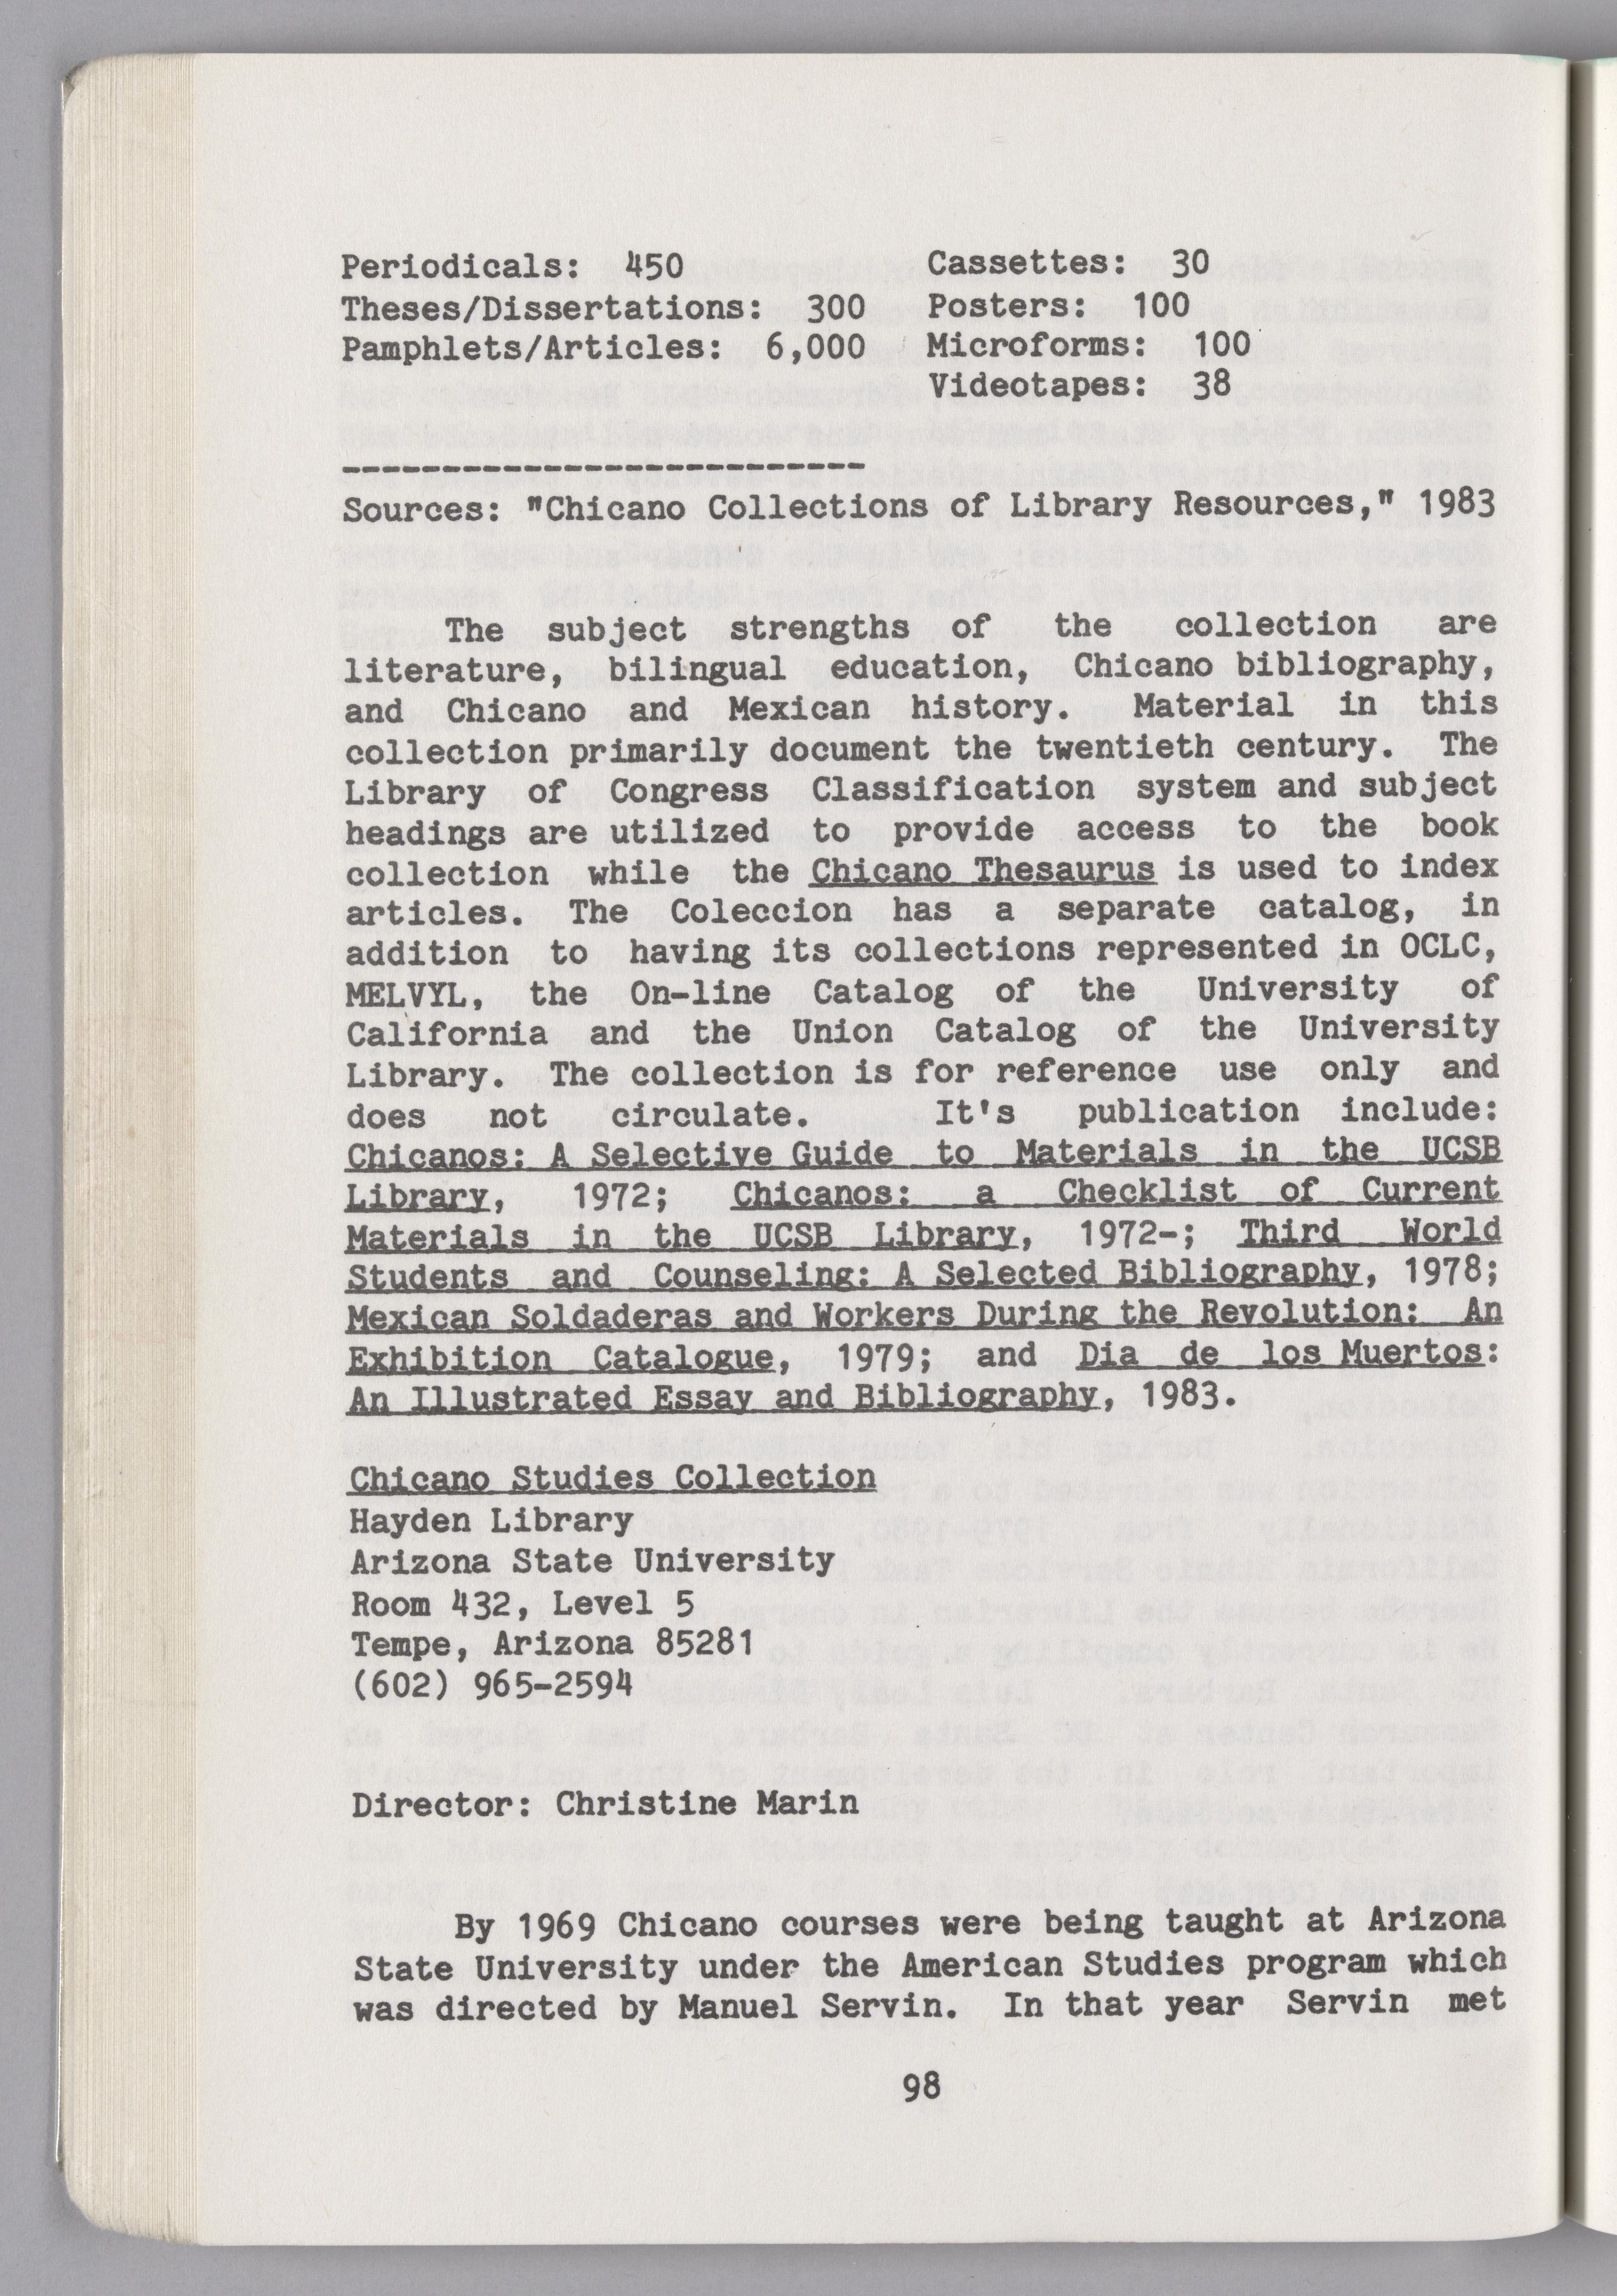 Periodicals: 450 Cassettes: 30
Theses/Dissertations: 300 Posters: 100
Pamphlets/Articles: 6,000 Microforms: 100
Videotapes: 38
--------------------------
Sources: "Chicano Collections of Library Resources," 1983
The subject strengths of the collection are
literature, bilingual education, Chicano bibliography,
and Chicano and Mexican history. Material in this
collection primarily document the twentieth century. The
Library of Congress Classification system and subject
headings are utilized to provide access to the book
collection while the Chicano Thesaurus is used to index
articles. The Coleccion has a separate catalog, in
addition to having its collections represented in OCLC,
MELVYL, the On-line Catalog of the University of
California and the Union Catalog of the University
Library. The collection is for reference use only and
does not circulate. It's publication include:
Chicanos: A Selective Guide to Materials in the UCSB
Library, 1972; Chicanos: a Checklist of Current
Materials in the UCSB Library, 1972-; Third World
Students and Counseling: A Selected Bibliography, 1978;
Mexican Soldaderas and Workers During the Revolution: An
Exhibition Catalogue, 1979; and Dia de los Muertos:
An Illustrated Essay and Bibliography, 1983.
Chicano Studies Collection
Hayden Library
Arizona State University
Room 432, Level 5
Tempe, Arizona 85281
(602) 965-2594
Director: Christine Marin
By 1969 Chicano courses were being taught at Arizona
State University under the American Studies program which
was directed by Manuel Servin. In that year Servin met
98